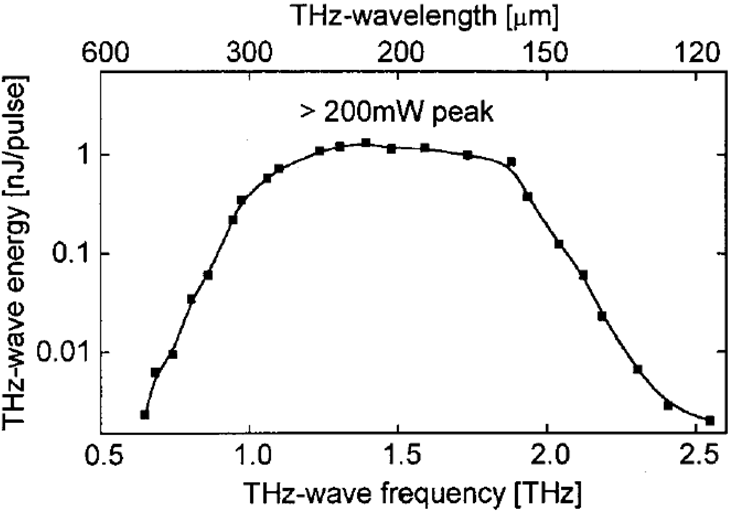 THz-wavelength [μm]
600 300 200 150 120
> 200mW peak
THz-wave energy [nJ/pulse]
1
0.1
0.01
0.5 1.0 1.5 2.0 2.5
THz-wave frequency [THz]